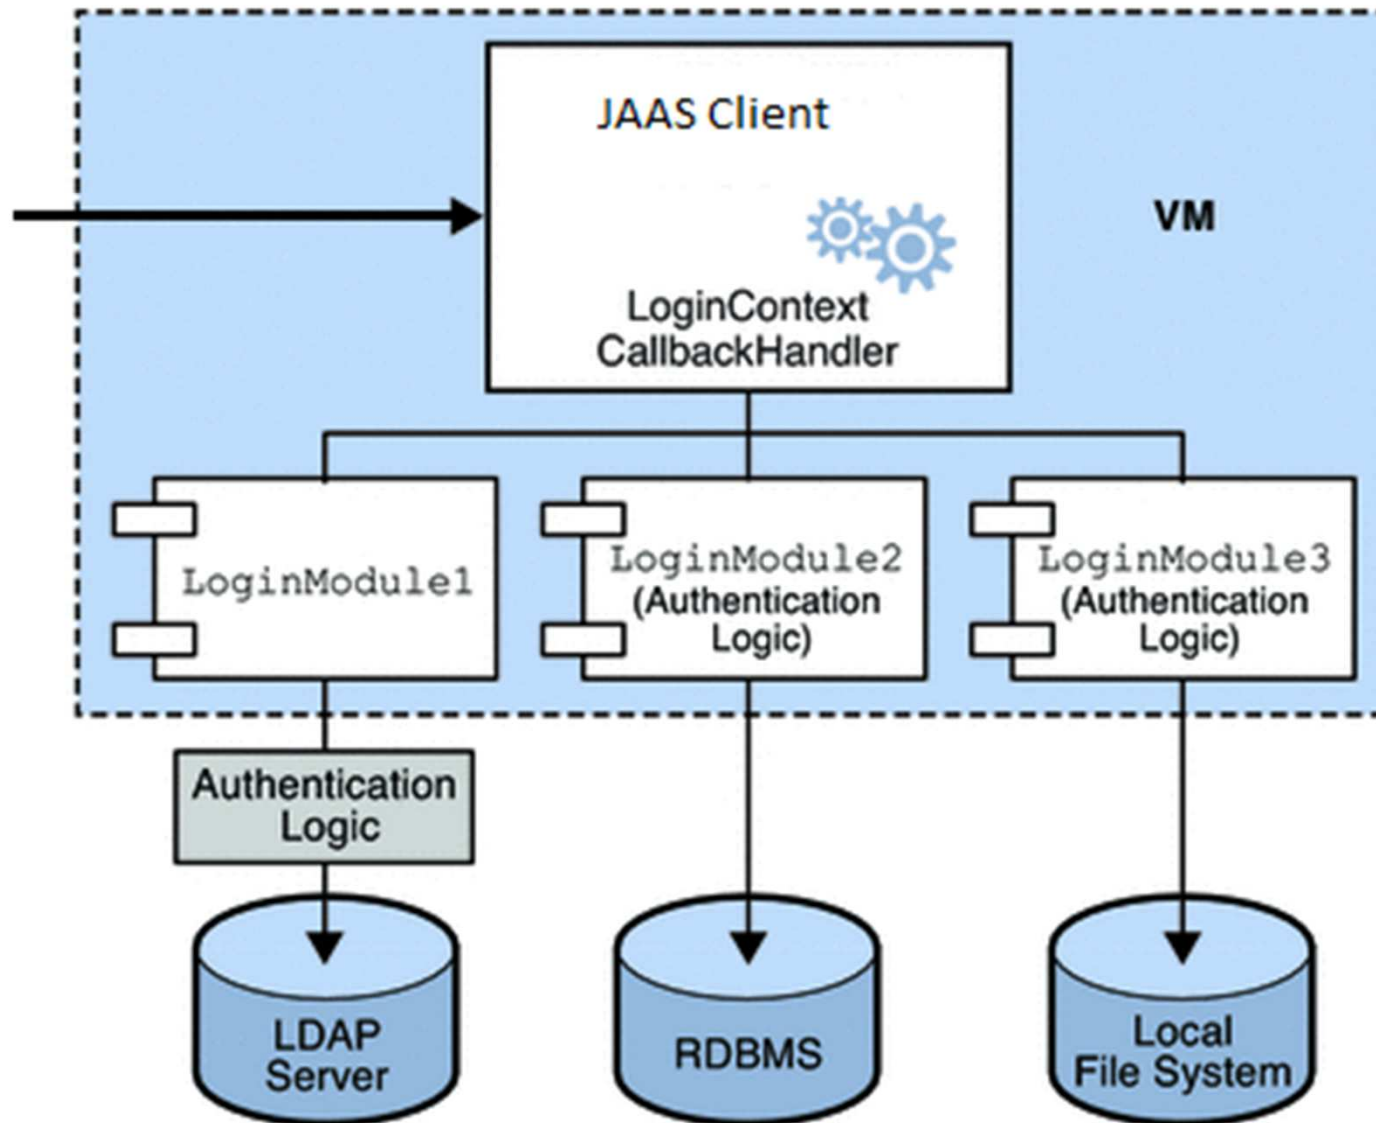 JAAS Client
VM
LoginContext
CallbackHandler
LoginModule1
LoginModule2
(Authentication
Logic)
LoginModule3
(Authentication
Logic)
Authentication
Logic
LDAP
Server
RDBMS
Local
File System